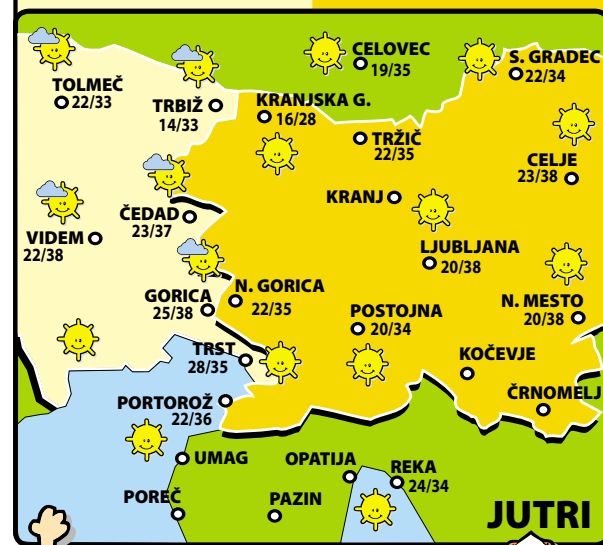 CELOVEC
19/35
S. GRADEC
22/34
TOLMEČ
22/33
TRBIŽ
14/33
KRANJSKA G.
16/28
TRŽIČ
22/35
CELJE
23/38
KRANJ
ČEDAD
23/37
VIDEM
22/38
LJUBLJANA
20/38
GORICA
25/38
N. GORICA
22/35
POSTOJNA
20/34
N. MESTO
20/38
TRST
28/35
KOČEVJE
PORTOROŽ
22/36
ČRNOMELJ
UMAG
OPATIJA
REKA
24/34
POREČ
PAZIN
JUTRI